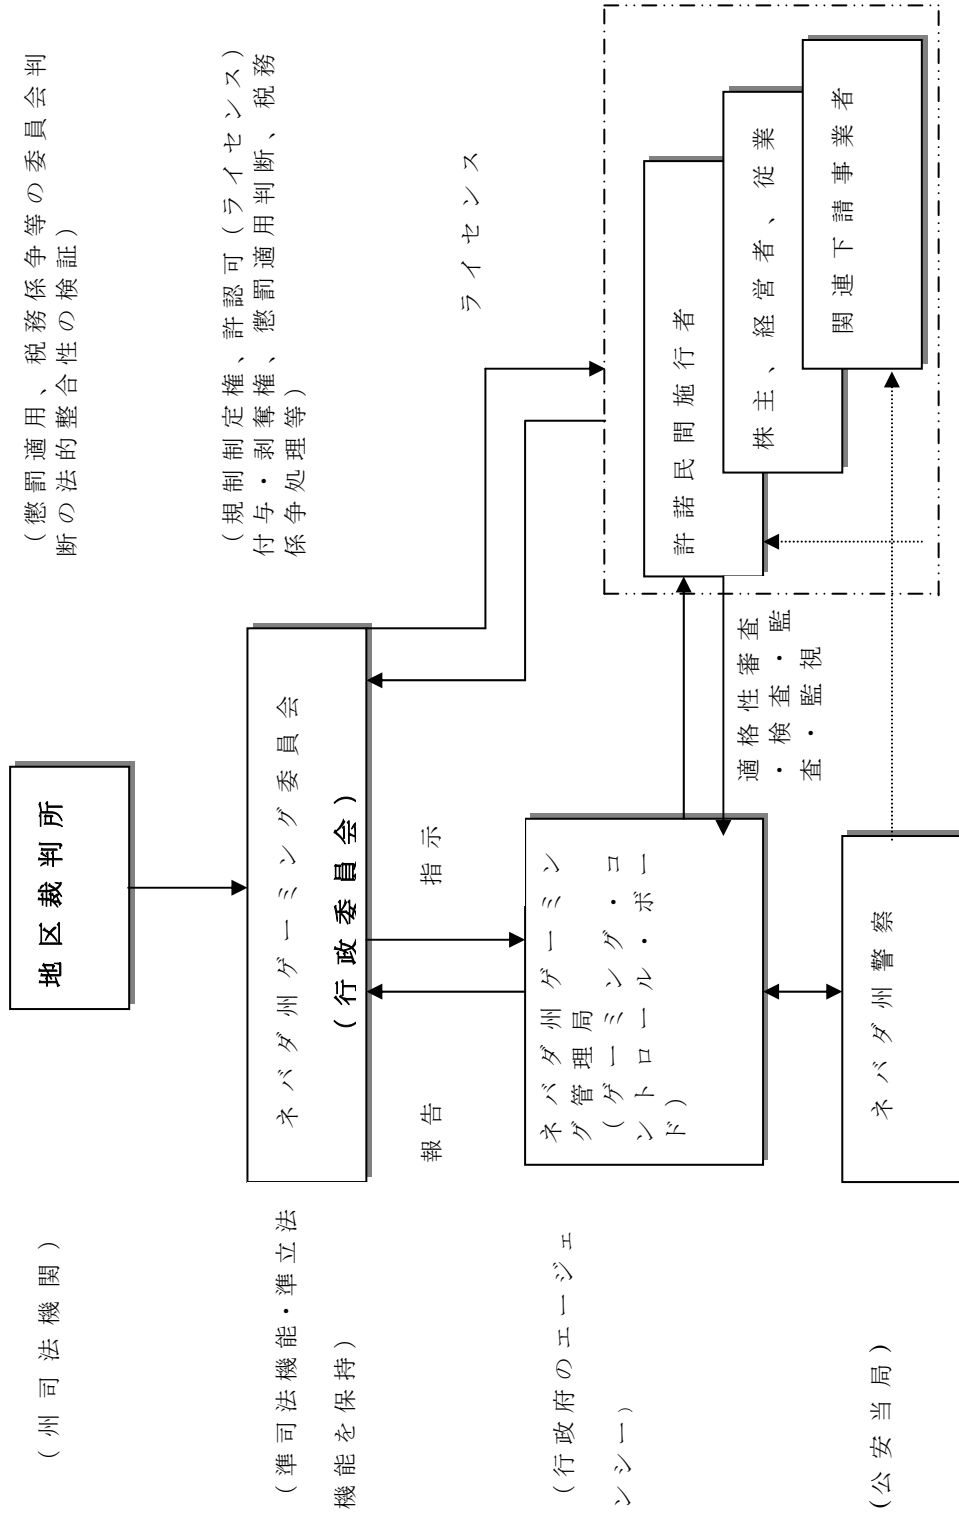 （州司法機関）
地区裁判所
（懲罰適用、税務係争等の委員会判
断の法的整合性の検証）
（準司法機能・準立法
機能を保持）
ネバダ州ゲーミング委員会
（行政委員会）
（規制制定権、許認可（ライセンス）
付与・剥奪権、懲罰適用判断、税務
係争処理等）
報告
指示
ライセンス
（行政府のエージェ
ンシー）
ネバダ州ゲーミン
グ管理局
（ゲーミング・コ
ントロール・ボー
ド）
適格性審査
・検査・監
査・監視
許諾民間施行者
株主、経営者、従業
関連下請事業者
（公安当局）
ネバダ州警察